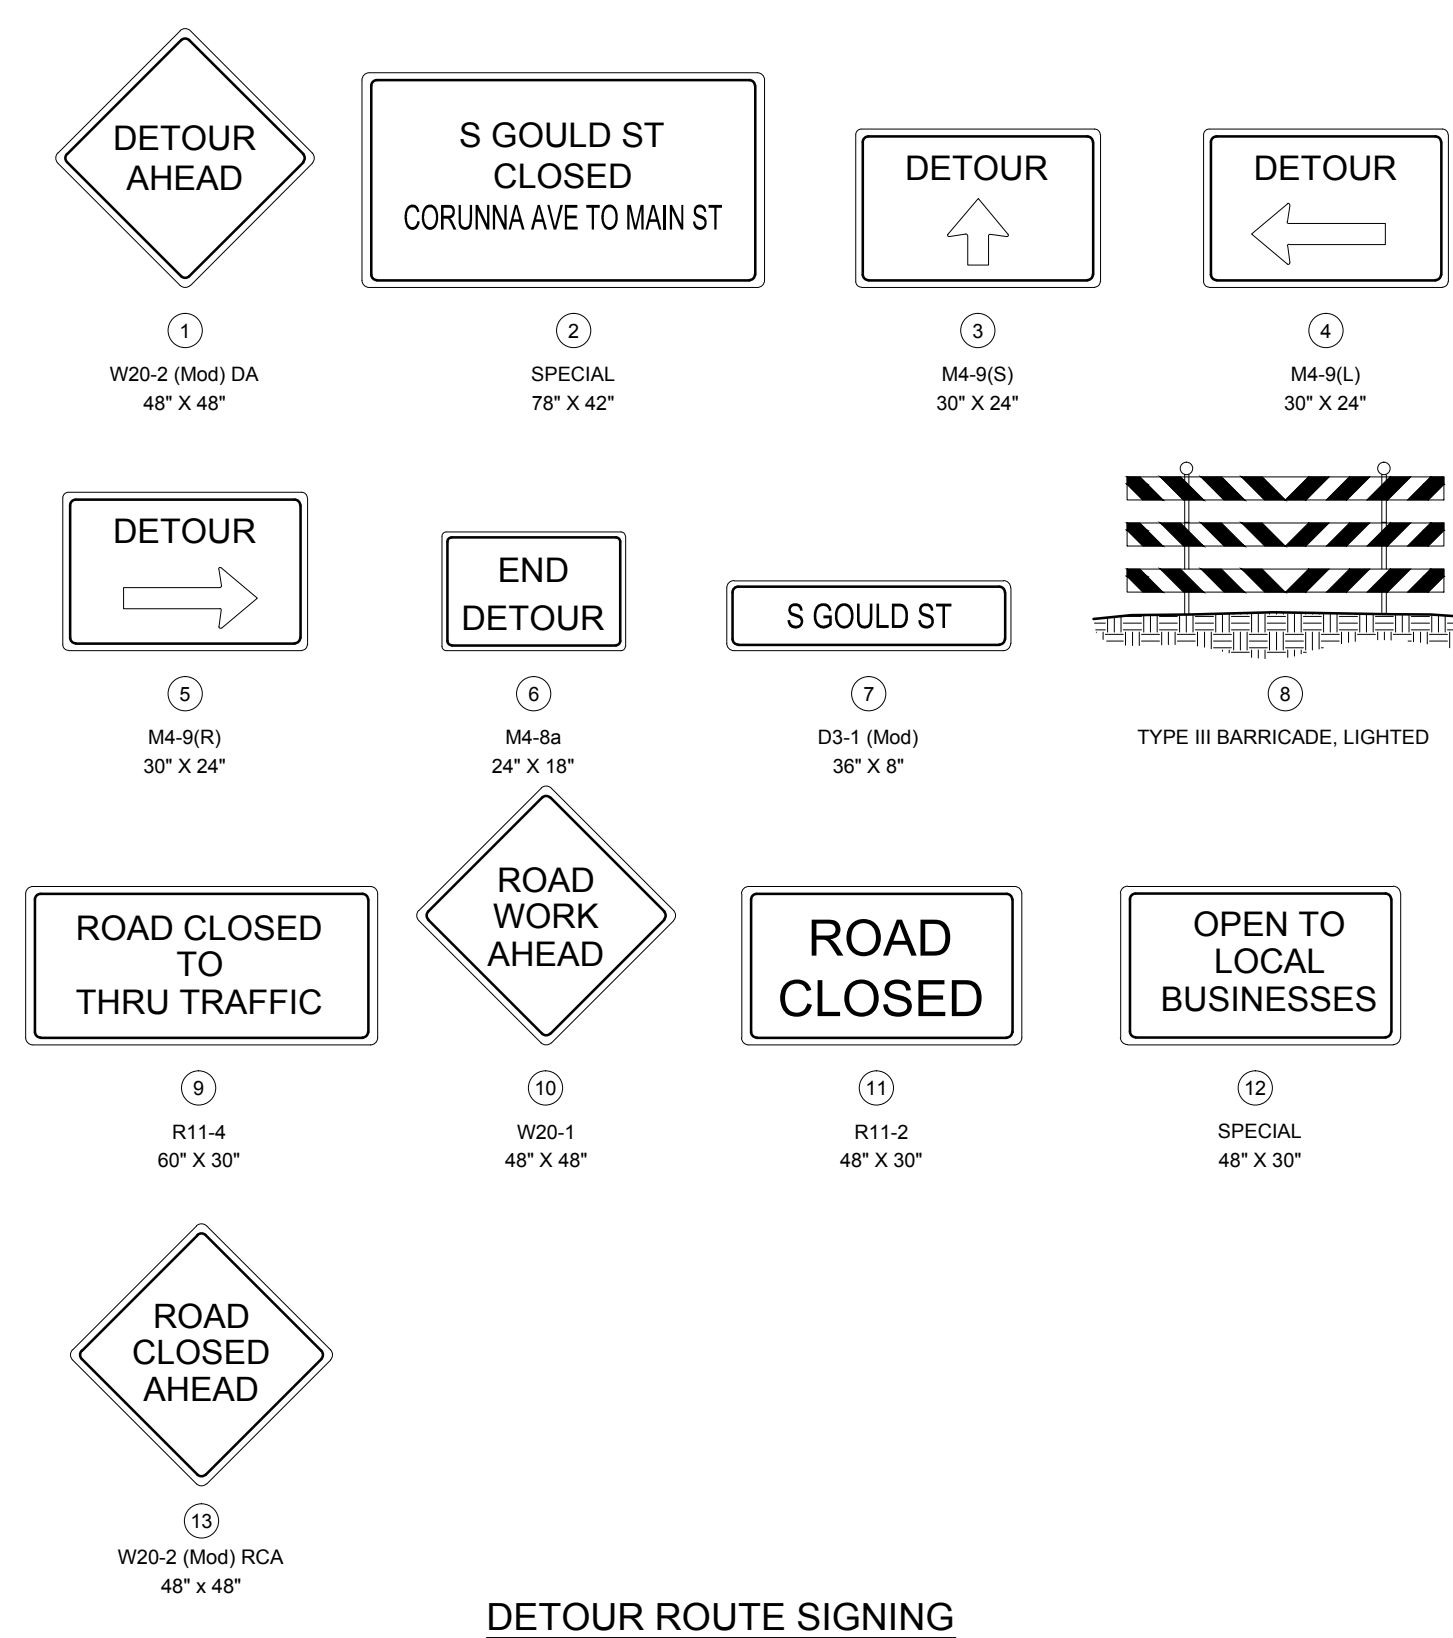 DETOUR
AHEAD
1
W20-2 (Mod) DA
48" X 48"
S GOULD ST
CLOSED
CORUNNA AVE TO MAIN ST
2
SPECIAL
78" X 42"
DETOUR
3
M4-9(S)
30" X 24"
DETOUR
4
M4-9(L)
30" X 24"
DETOUR
5
M4-9(R)
30" X 24"
END
DETOUR
6
M4-8a
24" X 18"
S GOULD ST
7
D3-1 (Mod)
36" X 8"
8
TYPE III BARRICADE, LIGHTED
ROAD CLOSED
TO
THRU TRAFFIC
9
R11-4
60" X 30"
ROAD
WORK
AHEAD
10
W20-1
48" X 48"
ROAD
CLOSED
11
R11-2
48" X 30"
OPEN TO
LOCAL
BUSINESSES
12
SPECIAL
48" X 30"
ROAD
CLOSED
AHEAD
13
W20-2 (Mod) RCA
48" x 48"
DETOUR ROUTE SIGNING